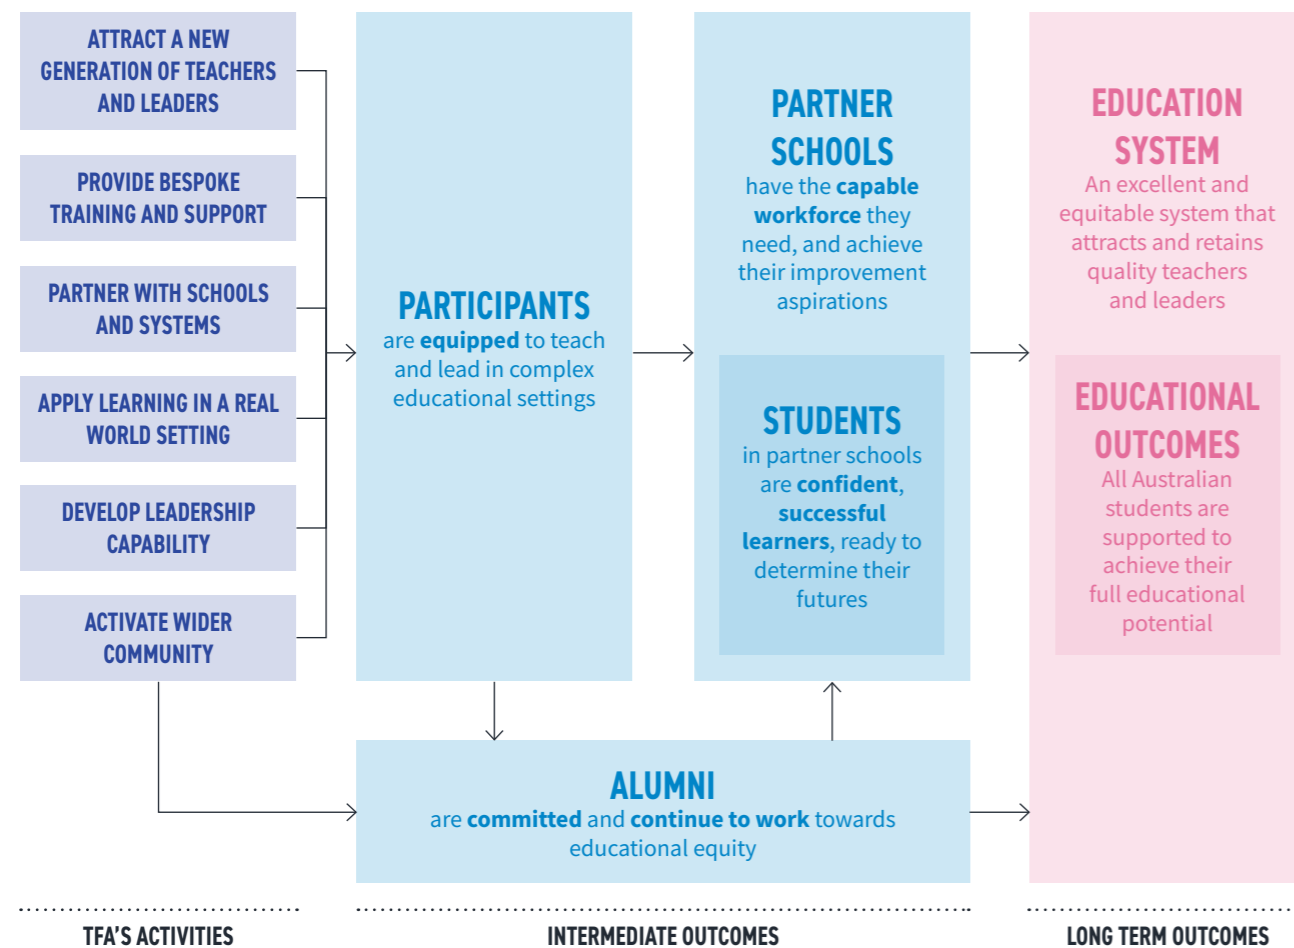 ATTRACT A NEW
GENERATION OF TEACHERS
AND LEADERS
PROVIDE BESPOKE
TRAINING AND SUPPORT
PARTNER WITH SCHOOLS
AND SYSTEMS
APPLY LEARNING IN A REAL
WORLD SETTING
DEVELOP LEADERSHIP
CAPABILITY
ACTIVATE WIDER
COMMUNITY
PARTICIPANTS
are equipped to teach
and lead in complex
educational settings
PARTNER
SCHOOLS
have the capable
workforce they
need, and achieve
their improvement
aspirations
STUDENTS
in partner schools
are confident,
successful
learners, ready to
determine their
futures
ALUMNI
are committed and continue to work towards
educational equity
EDUCATION
SYSTEM
An excellent and
equitable system that
attracts and retains
quality teachers
and leaders
EDUCATIONAL
OUTCOMES
All Australian
students are
supported to
achieve their
full educational
potential
TFA'S ACTIVITIES
INTERMEDIATE OUTCOMES
LONG TERM OUTCOMES